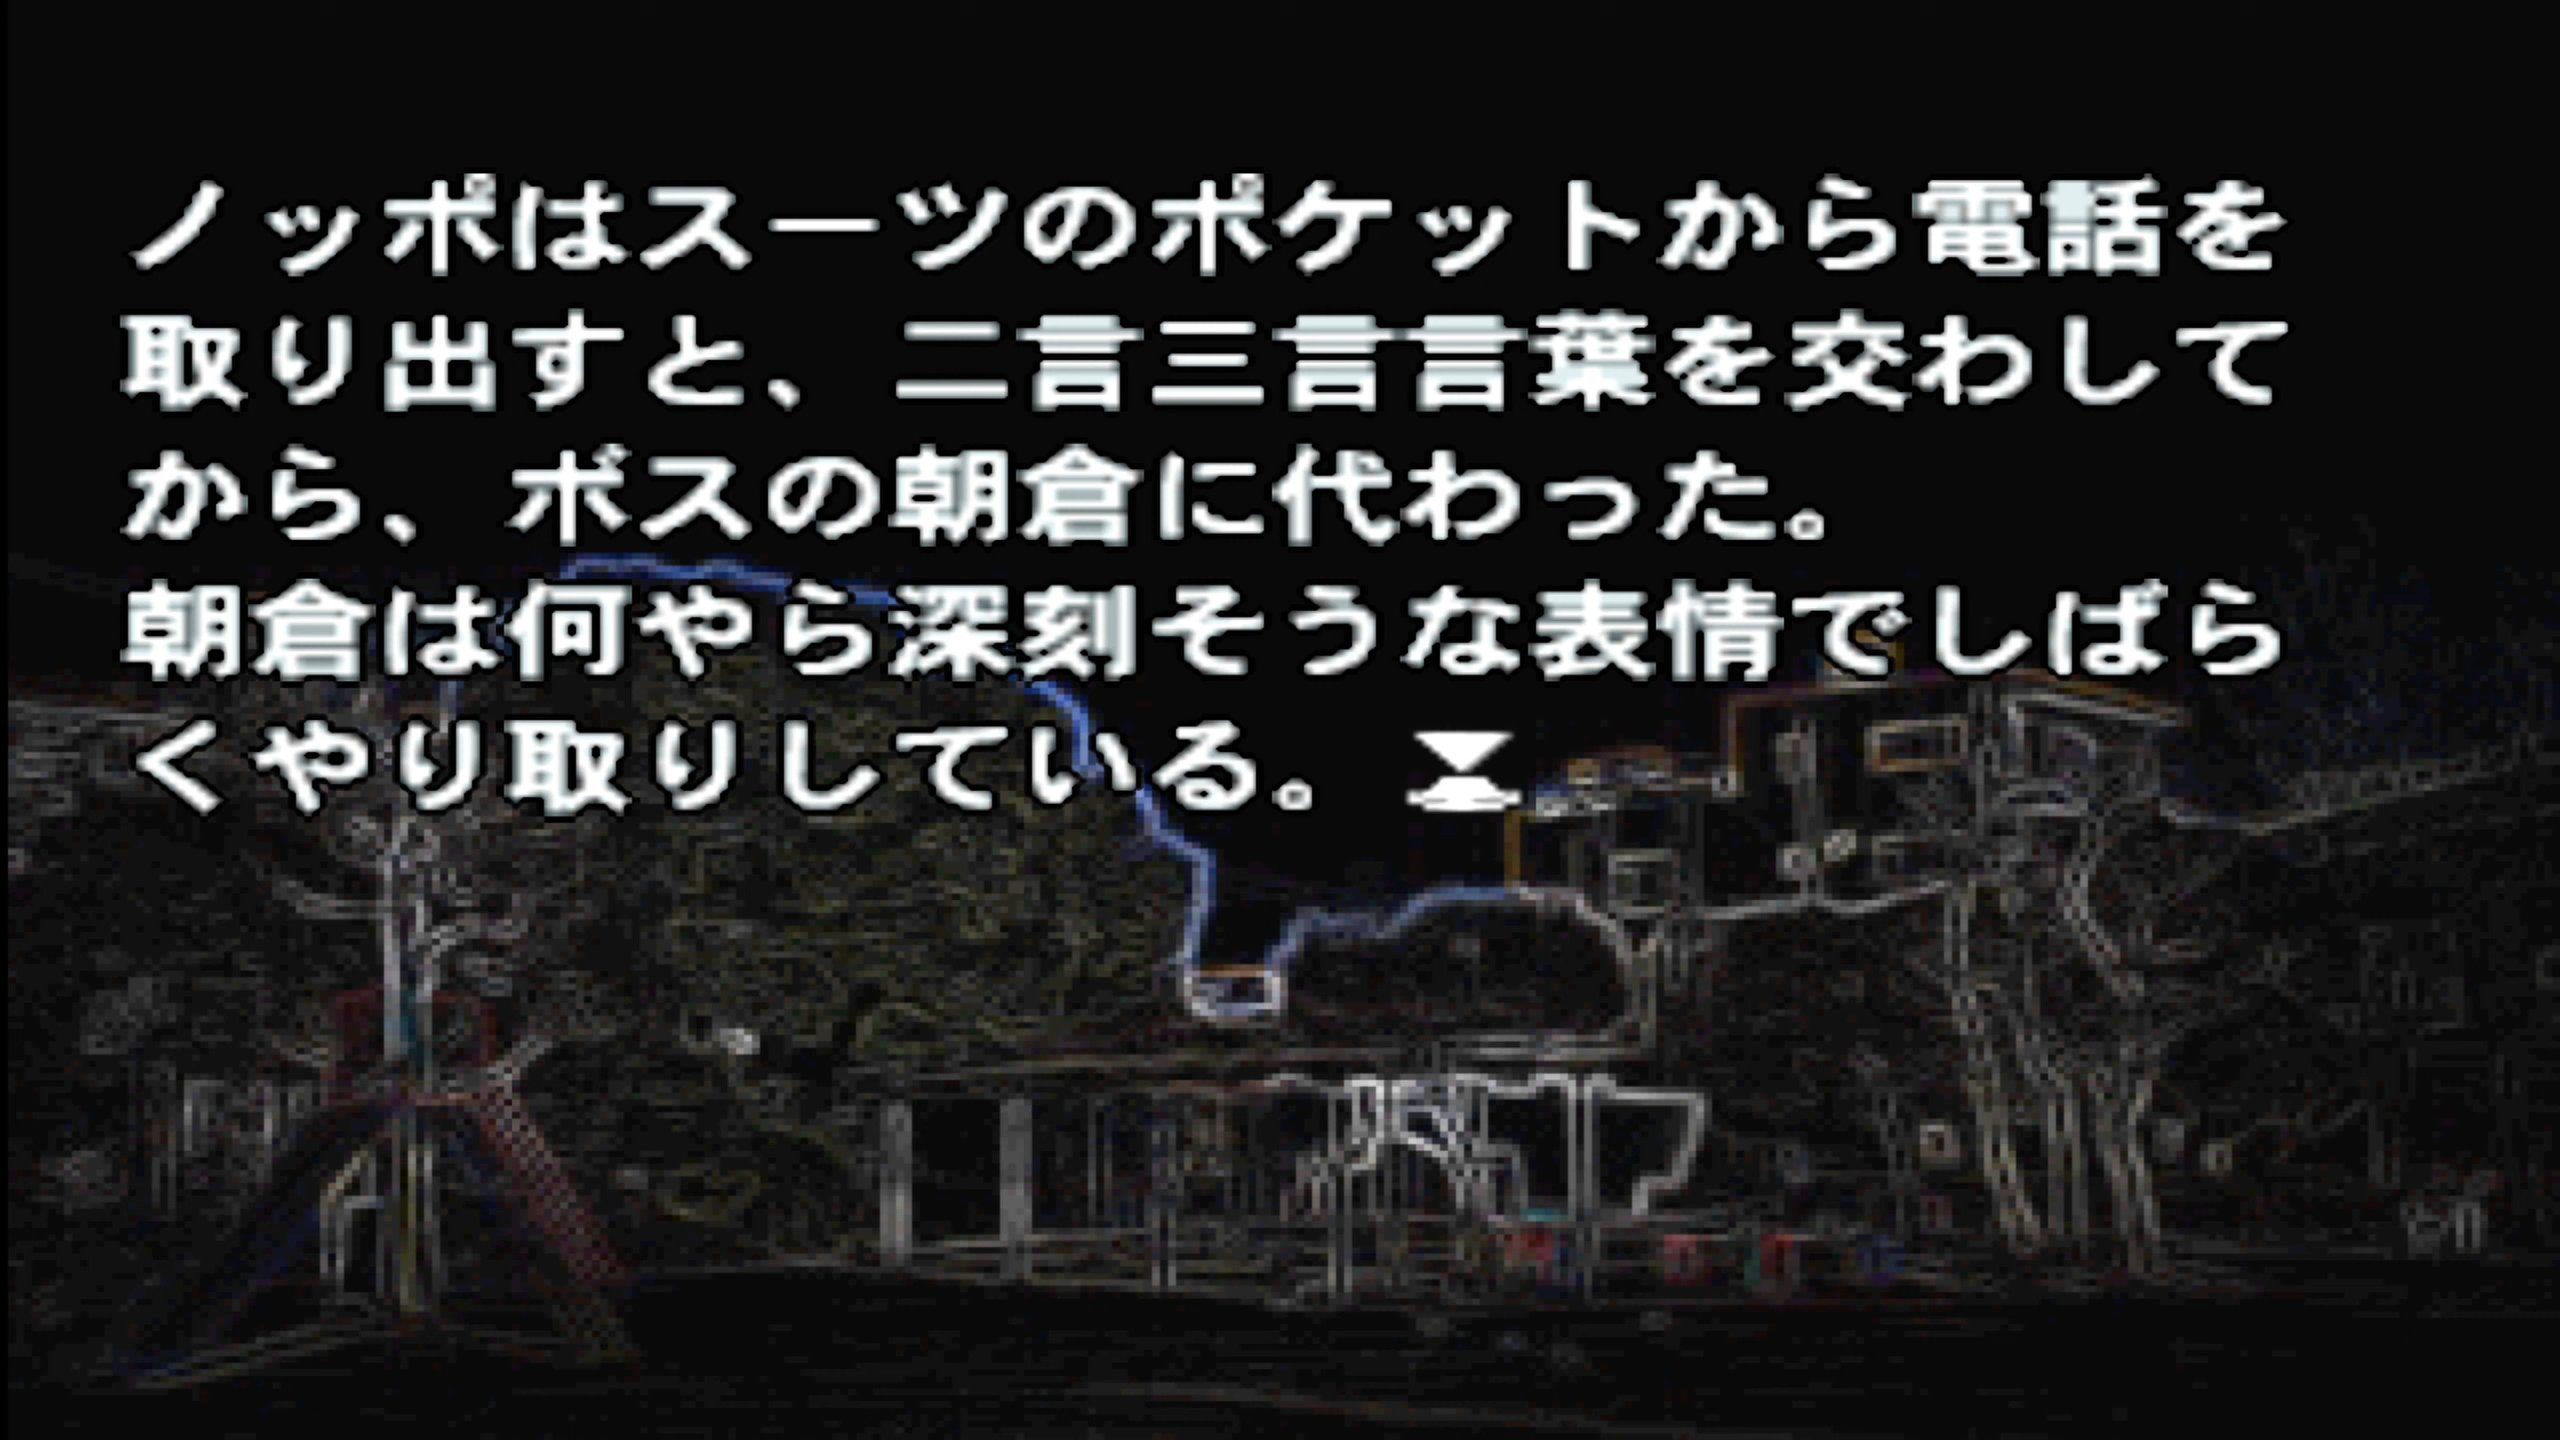 ノッポはスーツのポケットから電話を
取り出すと、二言三言言葉を交わして
から、ボスの朝倉に代わった。
朝倉は何やら深刻そうな表情でしばら
くやり取りしている。